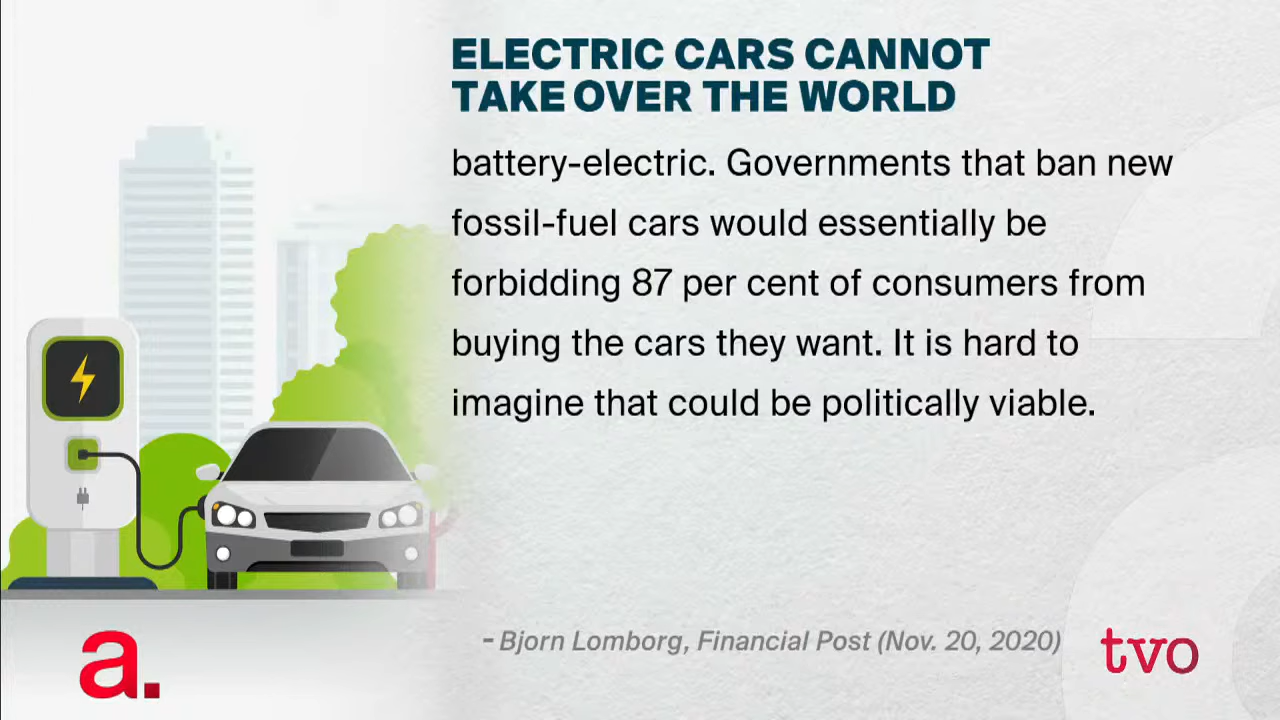 ELECTRIC CARS CANNOT
TAKE OVER THE WORLD
battery-electric. Governments that ban new
fossil-fuel cars would essentially be
forbidding 87 per cent of consumers from
buying the cars they want. It is hard to
imagine that could be politically viable.
– Bjorn Lomborg, Financial Post (Nov. 20, 2020)
a.
tvo